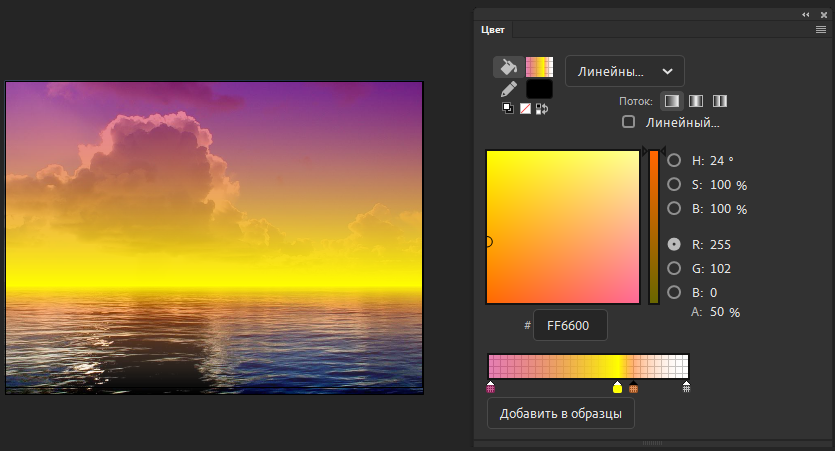 Цвет
Линейны...
Поток:
Линейный...
H: 24 °
S: 100 %
B: 100 %
R: 255
G: 102
B: 0
A: 50 %
# FF6600
Добавить в образцы